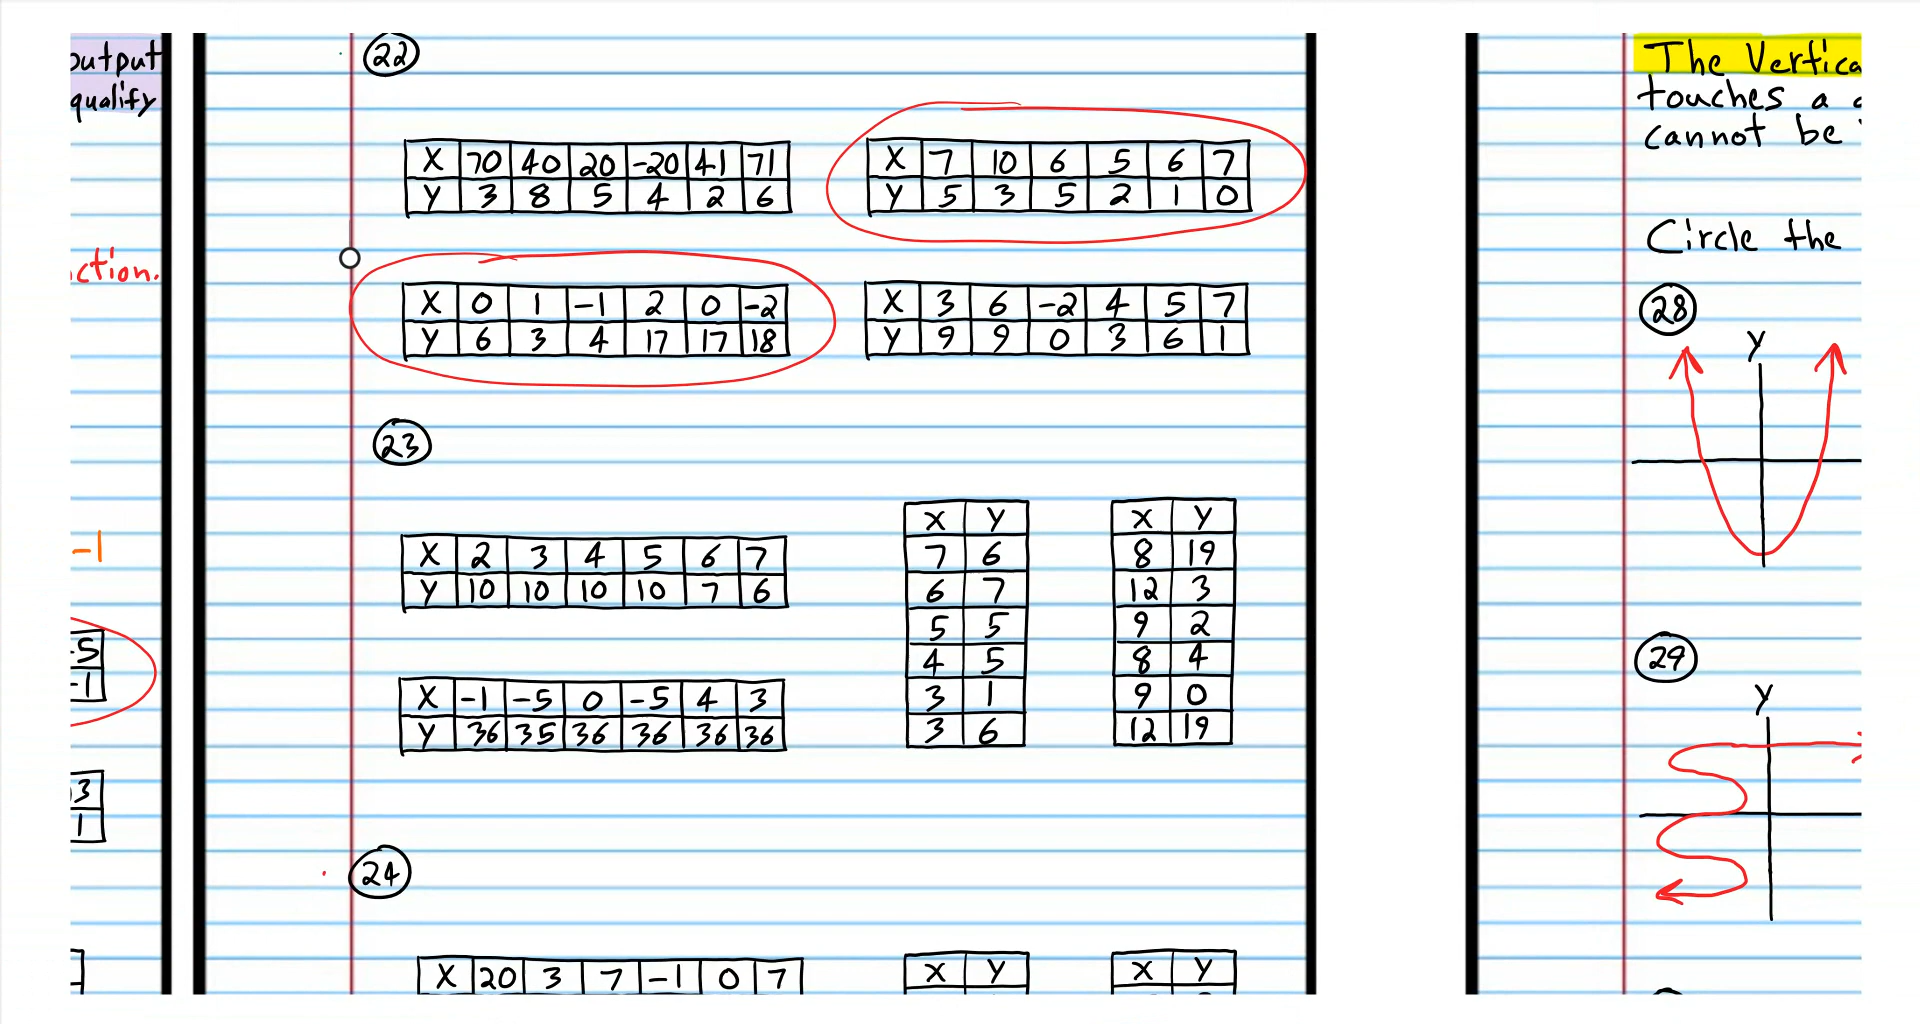 output
qualify
ction.
-1
-5
-1
3
1
22
X 70 40 20 -20 41 71
Y 3 8 5 4 2 6
X 7 10 6 5 6 7
Y 5 3 5 2 1 0
X 0 1 -1 2 0 -2
Y 6 3 4 17 17 18
X 3 6 -2 4 5 7
Y 9 9 0 3 6 1
23
X 2 3 4 5 6 7
Y 10 10 10 10 7 6
X -1 -5 0 -5 4 3
Y 36 35 36 36 36 36
X Y
7 6
6 7
5 5
4 5
3 1
3 6
X Y
8 19
12 3
9 2
8 4
9 0
12 19
24
X 20 3 7 -1 0 7
X Y
X Y
The Vertica
touches a
cannot be
Circle the
28
Y
29
Y